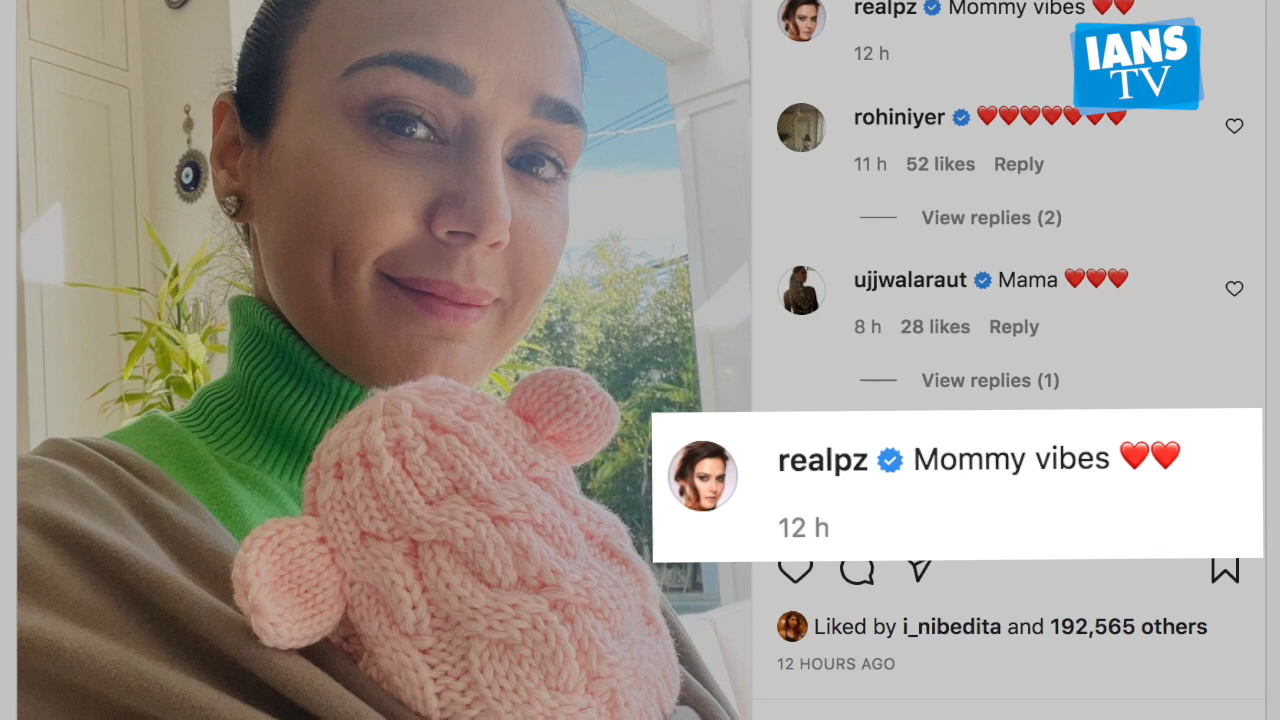 realpz Mommy vibes ❤️❤️
12 h
IANS
TV
rohiniyer ❤️❤️❤️❤️❤️❤️❤️
11 h 52 likes Reply
View replies (2)
ujjwalaraut Mama ❤️❤️❤️
8 h 28 likes Reply
View replies (1)
realpz Mommy vibes ❤️❤️
12 h
Liked by i_nibedita and 192,565 others
12 HOURS AGO